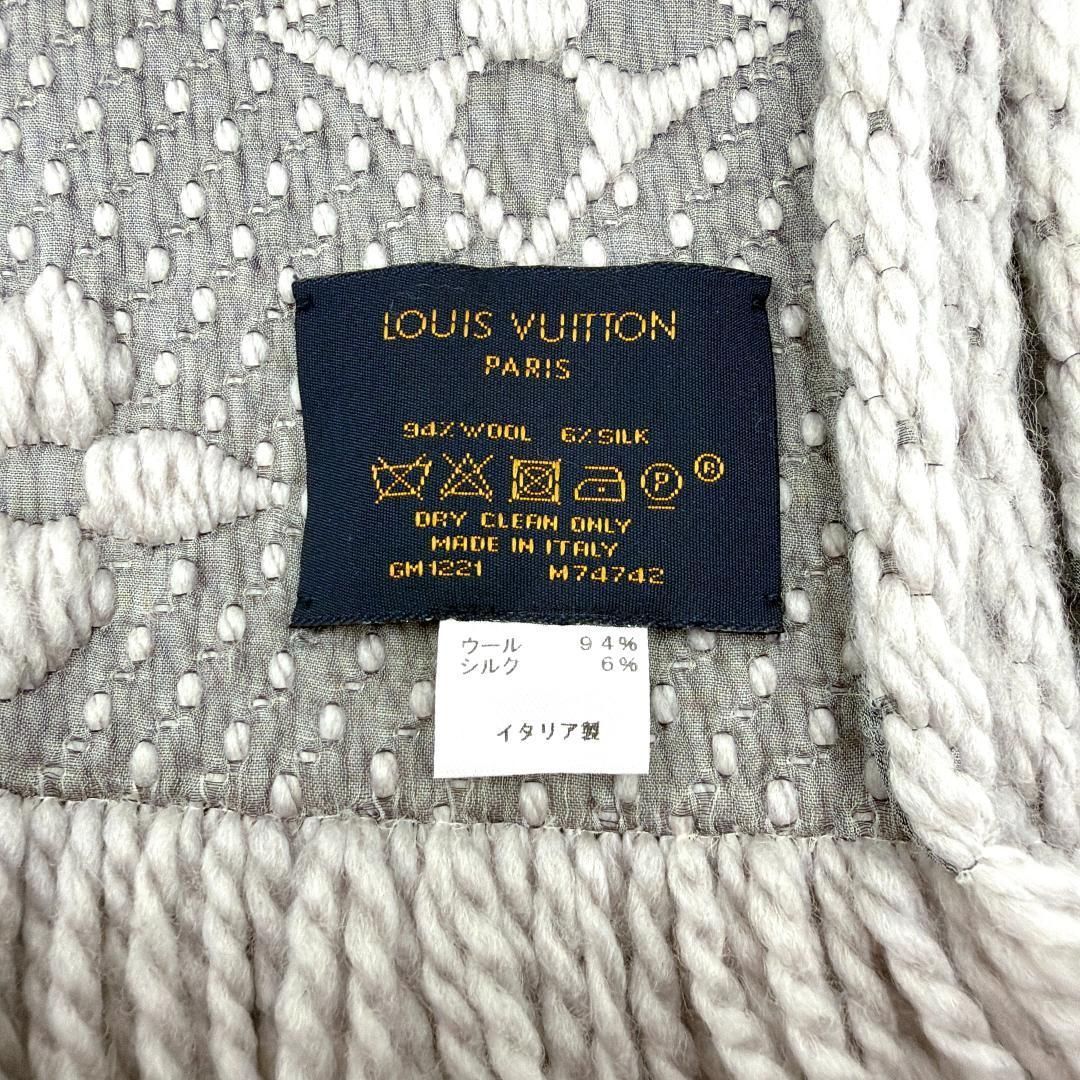 LOUIS VUITTON
PARIS
94% WOOL 6% SILK
P ®
DRY CLEAN ONLY
MADE IN ITALY
GM1221 M74742
ウール 94%
シルク 6%
イタリア製